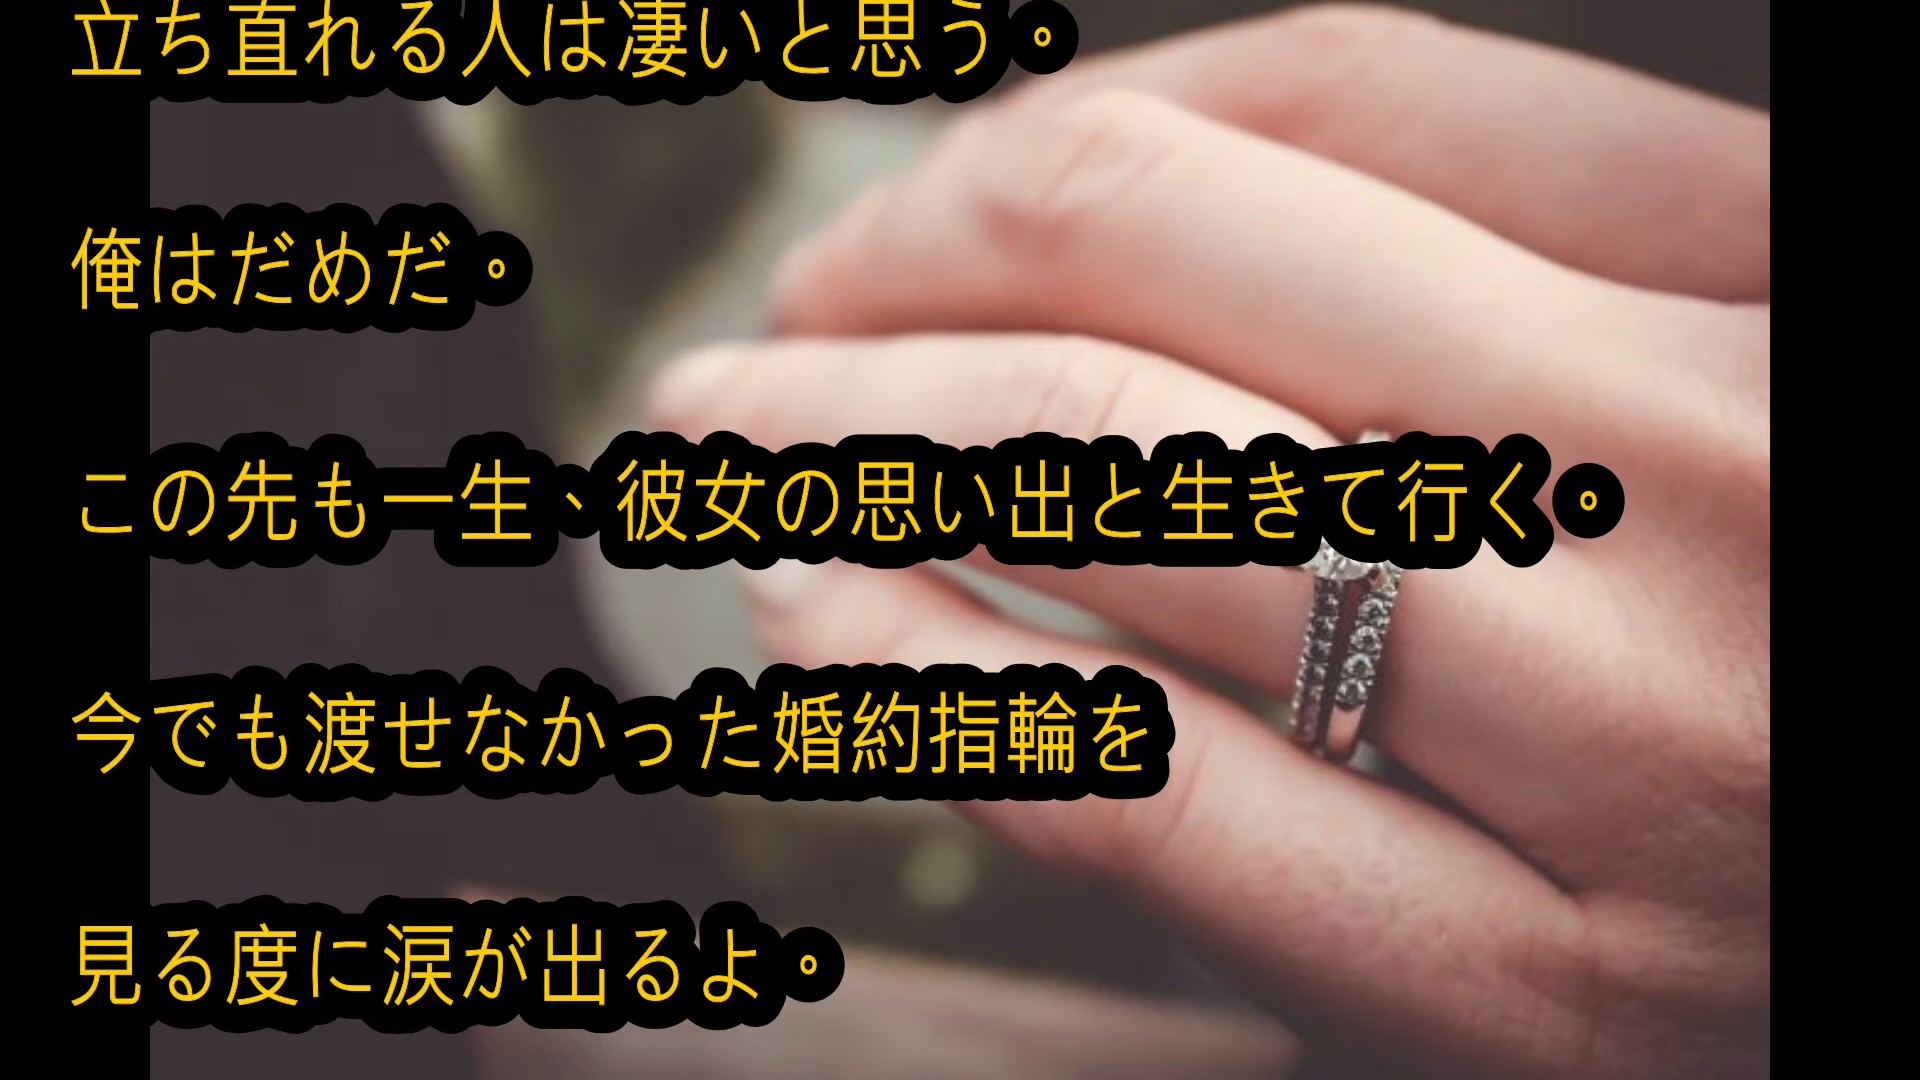 立ち直れる人は凄いと思う。
俺はだめだ。
この先も一生、彼女の思い出と生きて行く。
今でも渡せなかった婚約指輪を
見る度に涙が出るよ。